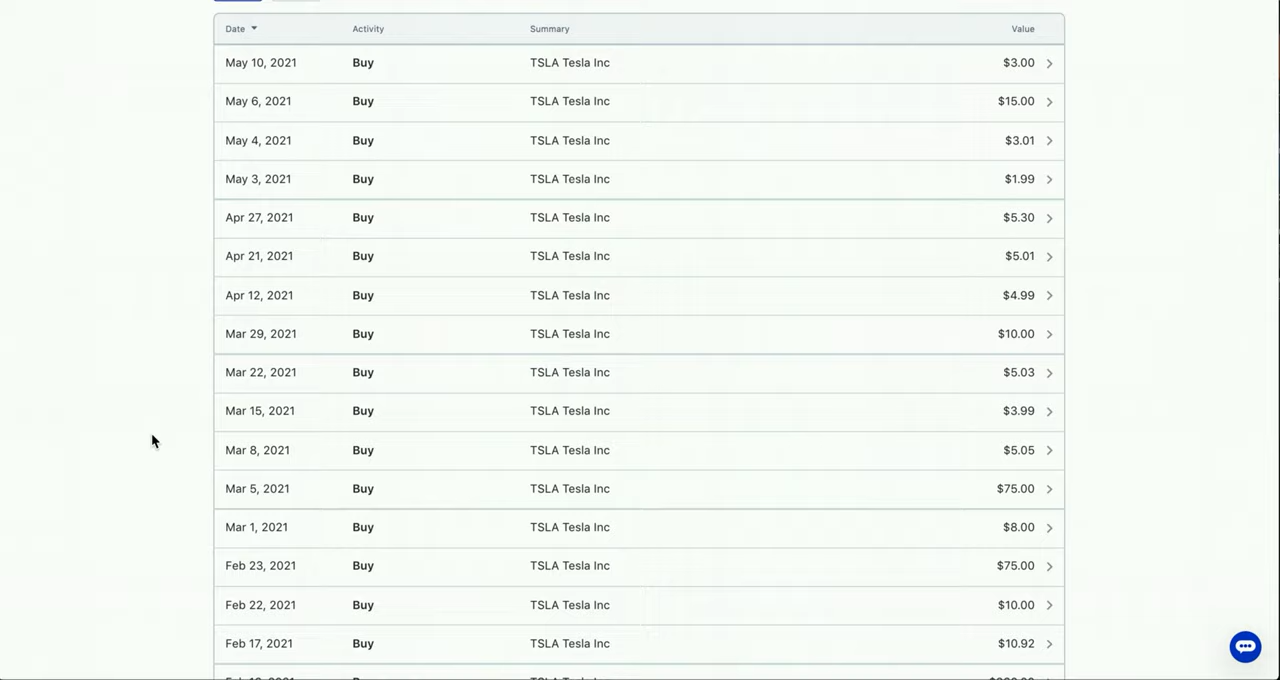 Date Activity Summary Value
May 10, 2021 Buy TSLA Tesla Inc $3.00
May 6, 2021 Buy TSLA Tesla Inc $15.00
May 4, 2021 Buy TSLA Tesla Inc $3.01
May 3, 2021 Buy TSLA Tesla Inc $1.99
Apr 27, 2021 Buy TSLA Tesla Inc $5.30
Apr 21, 2021 Buy TSLA Tesla Inc $5.01
Apr 12, 2021 Buy TSLA Tesla Inc $4.99
Mar 29, 2021 Buy TSLA Tesla Inc $10.00
Mar 22, 2021 Buy TSLA Tesla Inc $5.03
Mar 15, 2021 Buy TSLA Tesla Inc $3.99
Mar 8, 2021 Buy TSLA Tesla Inc $5.05
Mar 5, 2021 Buy TSLA Tesla Inc $75.00
Mar 1, 2021 Buy TSLA Tesla Inc $8.00
Feb 23, 2021 Buy TSLA Tesla Inc $75.00
Feb 22, 2021 Buy TSLA Tesla Inc $10.00
Feb 17, 2021 Buy TSLA Tesla Inc $10.92